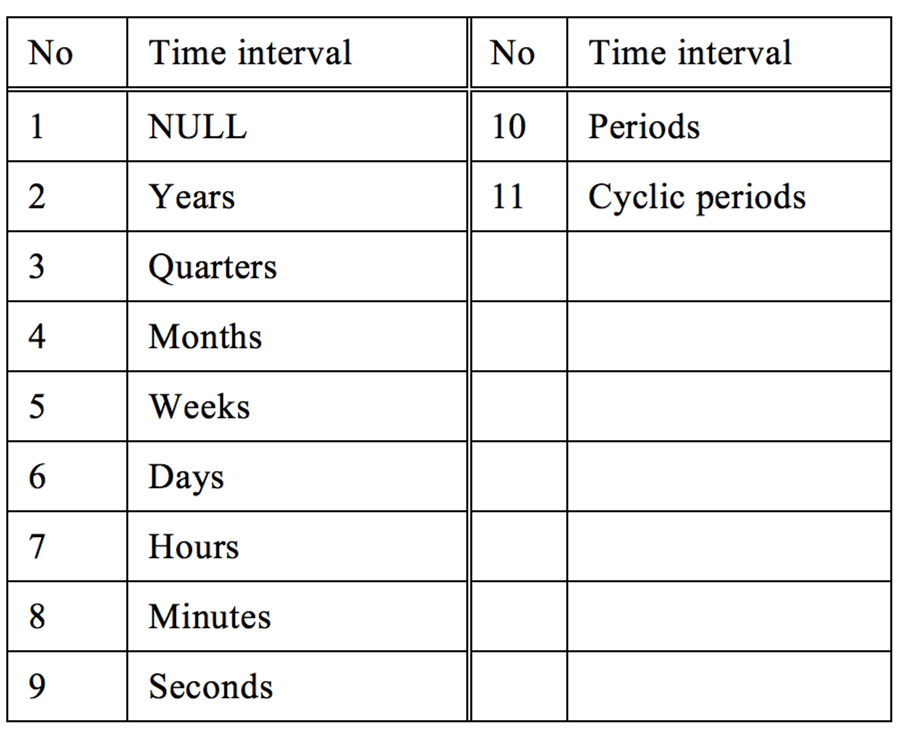 No Time interval No Time interval
1 NULL 10 Periods
2 Years 11 Cyclic periods
3 Quarters
4 Months
5 Weeks
6 Days
7 Hours
8 Minutes
9 Seconds